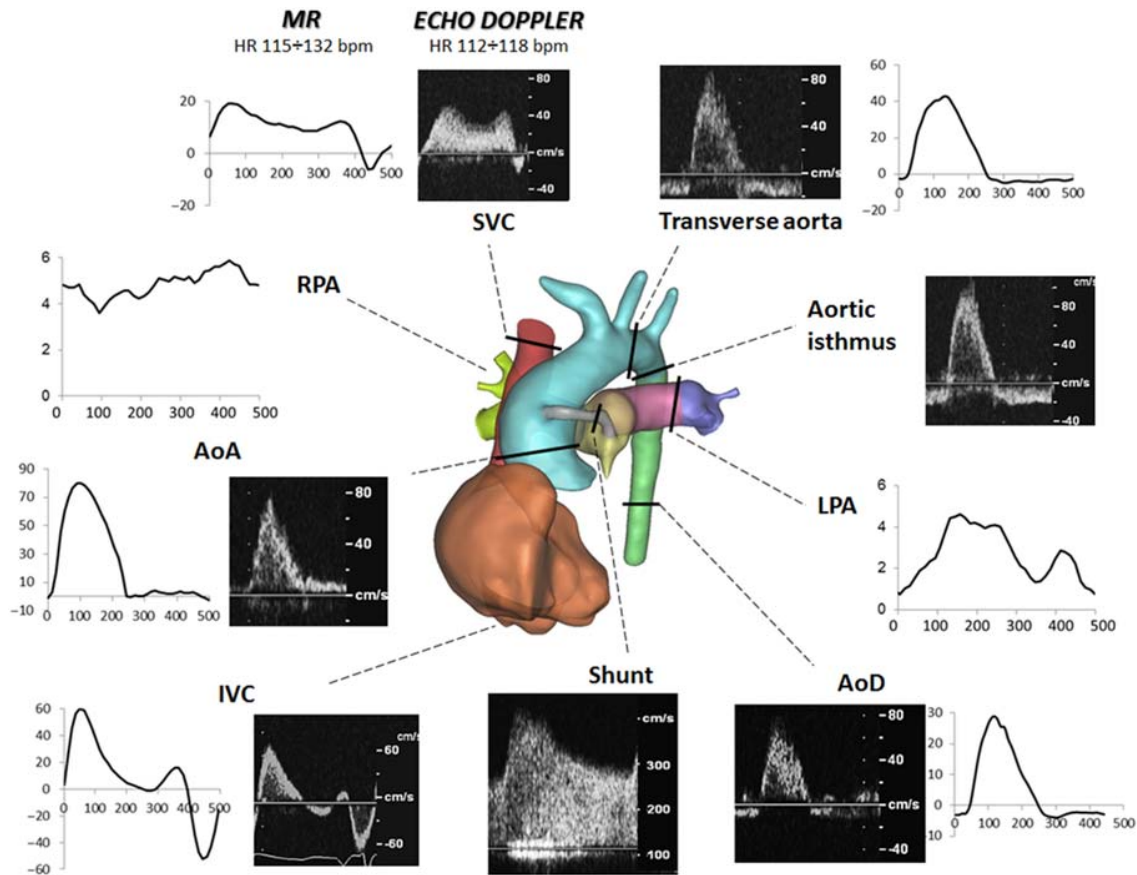 MR
HR 115÷132 bpm
ECHO DOPPLER
HR 112÷118 bpm
20
0
−20
0 100 200 300 400 500
80
40
cm/s
-40
SVC
80
40
cm/s
Transverse aorta
60
40
20
0
−20
0 100 200 300 400 500
6
4
2
0
0 100 200 300 400 500
RPA
Aortic
isthmus
cm/s
80
40
cm/s
-40
AoA
90
70
50
30
10
−10
0 100 200 300 400 500
80
40
cm/s
LPA
6
4
2
0
0 100 200 300 400 500
IVC
60
40
20
0
−20
−40
−60
0 100 200 300 400 500
cm/s
60
cm/s
-60
Shunt
cm/s
300
200
100
AoD
80
40
cm/s
-40
30
20
10
0
10
0 100 200 300 400 500